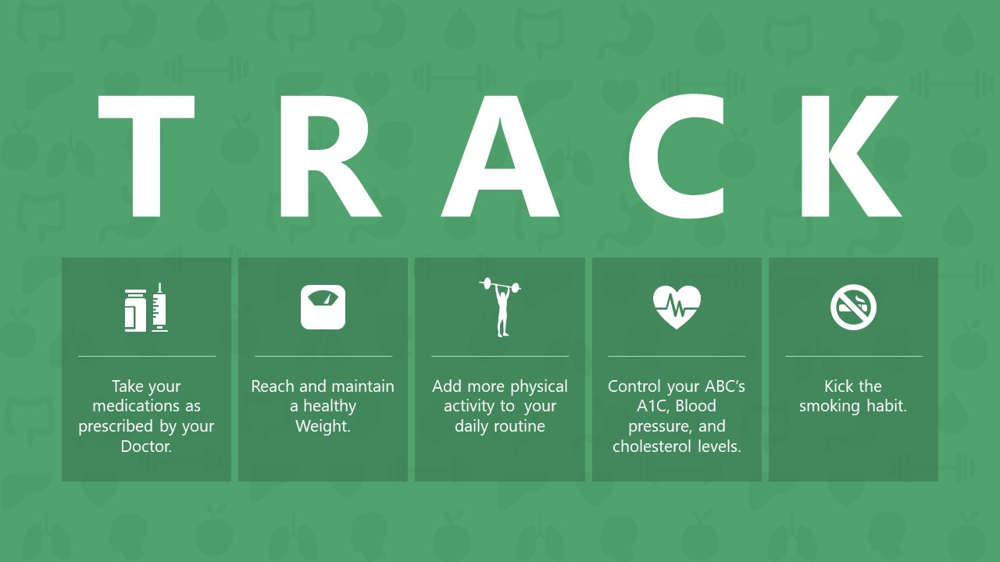 T R A C K
Take your
medications as
prescribed by your
Doctor.
Reach and maintain
a healthy
Weight.
Add more physical
activity to  your
daily routine
Control your ABC’s
A1C, Blood
pressure, and
cholesterol levels.
Kick the
smoking habit.